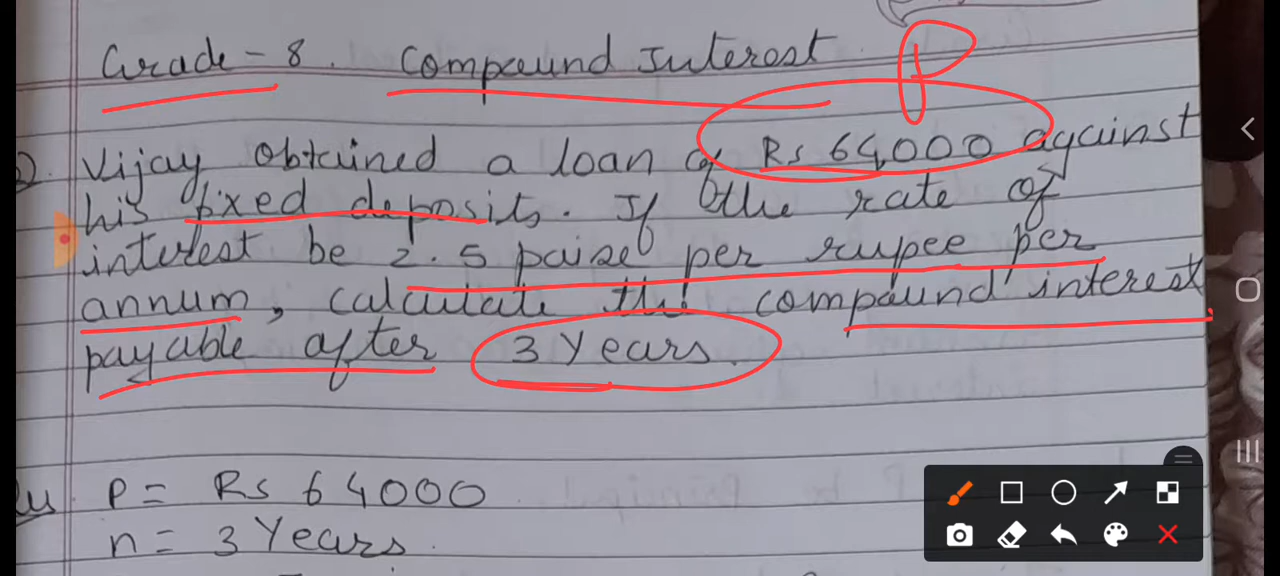 Grade - 8. Compound Interest
P
Q. Vijay obtained a loan of Rs 64,000 against
his fixed deposits. If the rate of
interest be 2.5 paise per rupee per
annum, calculate the compound interest
payable after 3 Years.
P = Rs 64000
n = 3 Years.